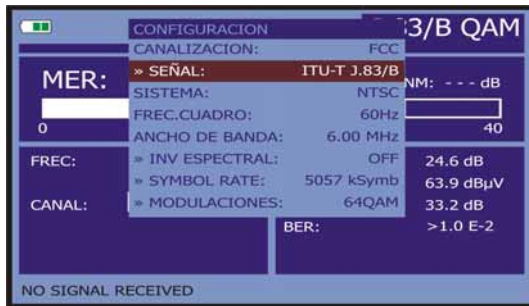 CONFIGURACION
.83/B QAM
CANALIZACION: FCC
» SEÑAL: ITU-T J.83/B
SISTEMA: NTSC
FREC.CUADRO: 60Hz
ANCHO DE BANDA: 6.00 MHz
» INV ESPECTRAL: OFF
» SYMBOL RATE: 5057 kSymb
» MODULACIONES: 64QAM
MER:
NM: - - - dB
0
40
FREC:
24.6 dB
63.9 dBµV
CANAL:
33.2 dB
BER: >1.0 E-2
NO SIGNAL RECEIVED